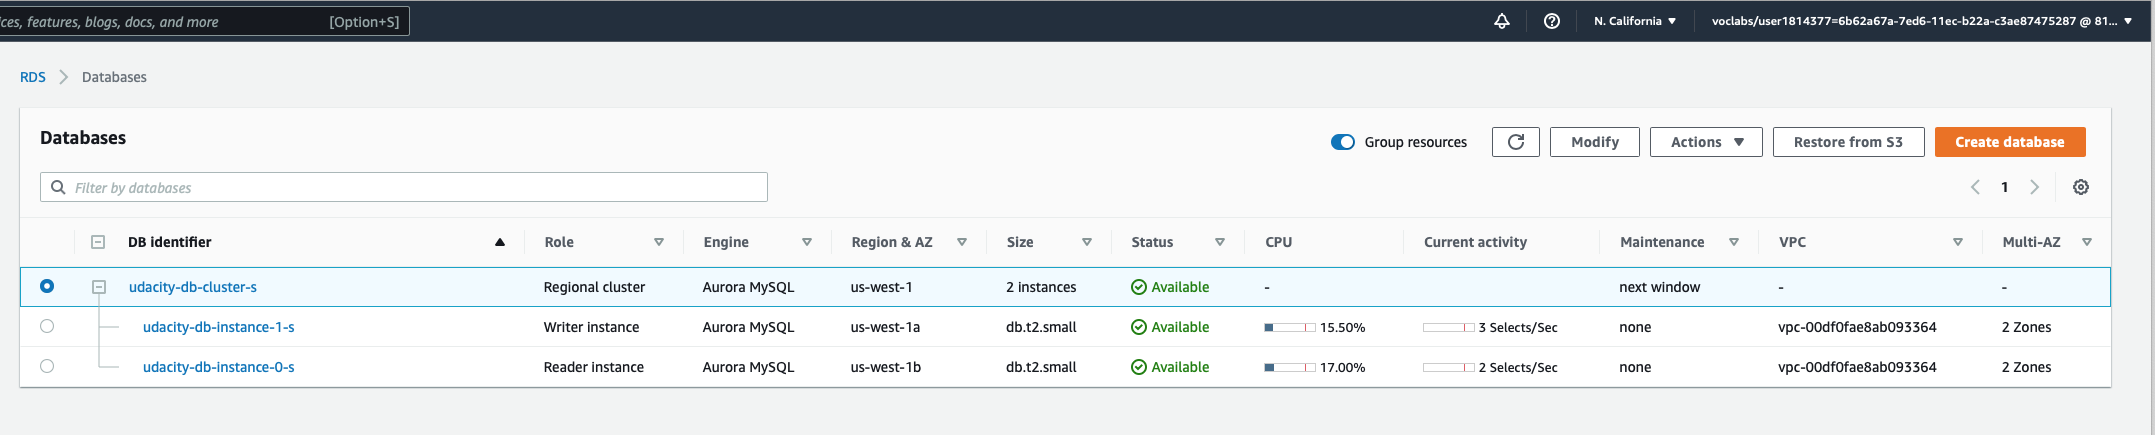 ices, features, blogs, docs, and more [Option+S] N. California voclabs/user1814377=6b62a67a-7ed6-11ec-b22a-c3ae87475287 @ 81...
RDS Databases
Databases Group resources Modify Actions Restore from S3 Create database
Filter by databases 1
DB identifier Role Engine Region & AZ Size Status CPU Current activity Maintenance VPC Multi-AZ
udacity-db-cluster-s Regional cluster Aurora MySQL us-west-1 2 instances Available - next window - -
udacity-db-instance-1-s Writer instance Aurora MySQL us-west-1a db.t2.small Available 15.50% 3 Selects/Sec none vpc-00df0fae8ab093364 2 Zones
udacity-db-instance-0-s Reader instance Aurora MySQL us-west-1b db.t2.small Available 17.00% 2 Selects/Sec none vpc-00df0fae8ab093364 2 Zones